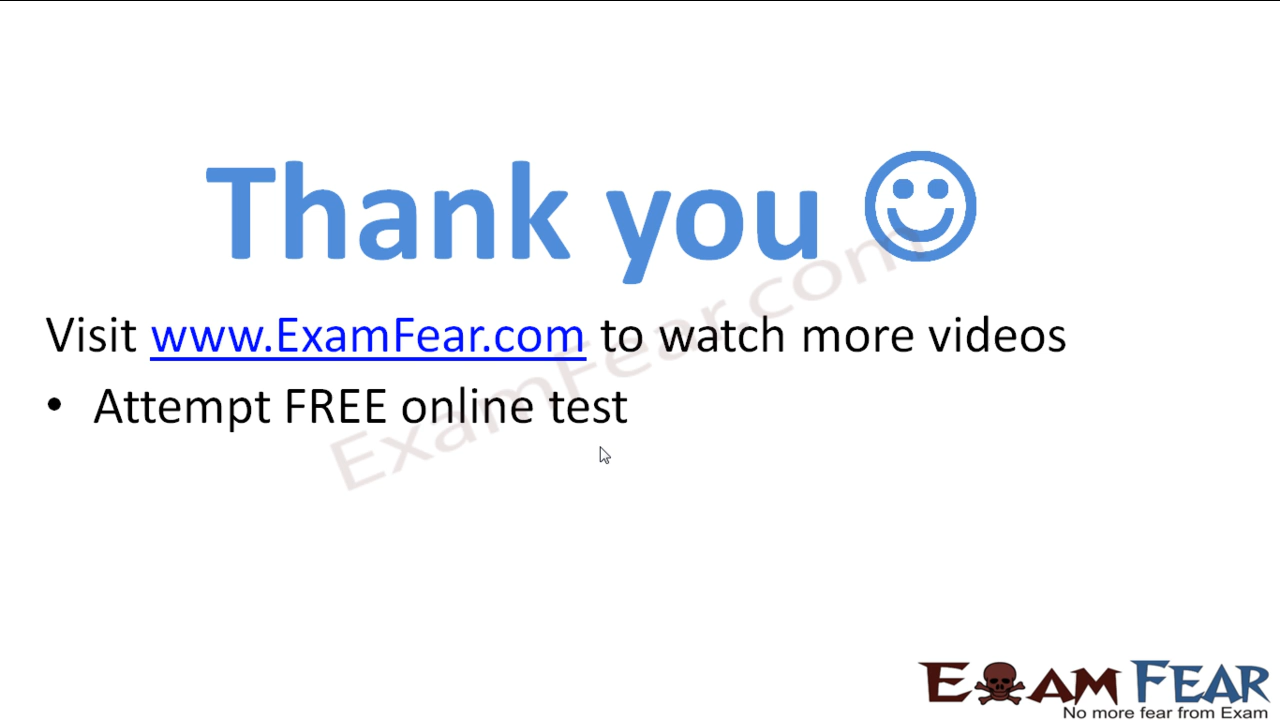 Thank you ☺
Visit www.ExamFear.com to watch more videos
• Attempt FREE online test
ExamFear.com
EXAM FEAR
No more fear from Exam